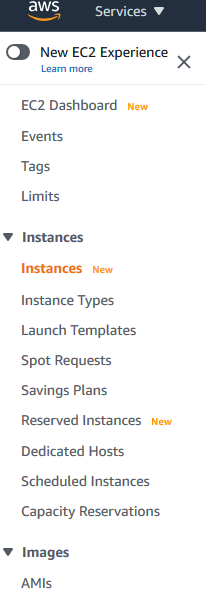 aws
Services
New EC2 Experience
Learn more
EC2 Dashboard New
Events
Tags
Limits
Instances
Instances New
Instance Types
Launch Templates
Spot Requests
Savings Plans
Reserved Instances New
Dedicated Hosts
Scheduled Instances
Capacity Reservations
Images
AMIs